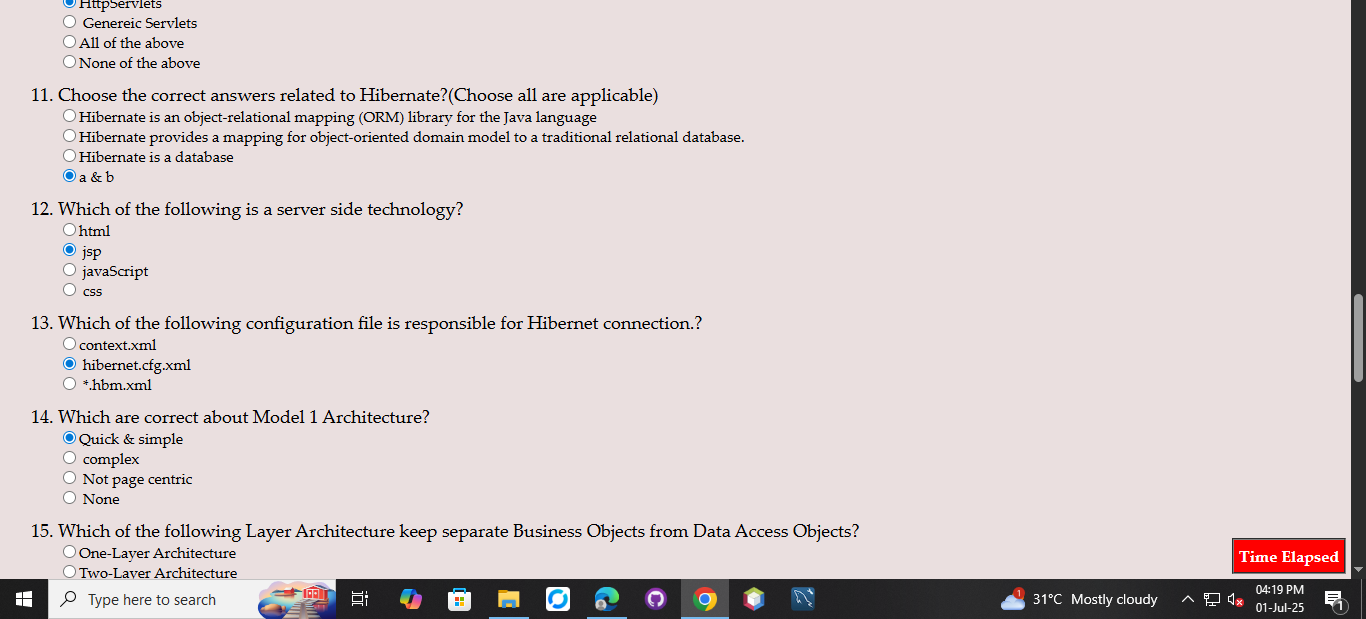 HttpServlets
Genereic Servlets
All of the above
None of the above
11. Choose the correct answers related to Hibernate?(Choose all are applicable)
Hibernate is an object-relational mapping (ORM) library for the Java language
Hibernate provides a mapping for object-oriented domain model to a traditional relational database.
Hibernate is a database
a & b
12. Which of the following is a server side technology?
html
jsp
javaScript
css
13. Which of the following configuration file is responsible for Hibernet connection.?
context.xml
hibernet.cfg.xml
*.hbm.xml
14. Which are correct about Model 1 Architecture?
Quick & simple
complex
Not page centric
None
15. Which of the following Layer Architecture keep separate Business Objects from Data Access Objects?
One-Layer Architecture
Two-Layer Architecture
Time Elapsed
Type here to search
1
31°C Mostly cloudy
04:19 PM
01-Jul-25
1